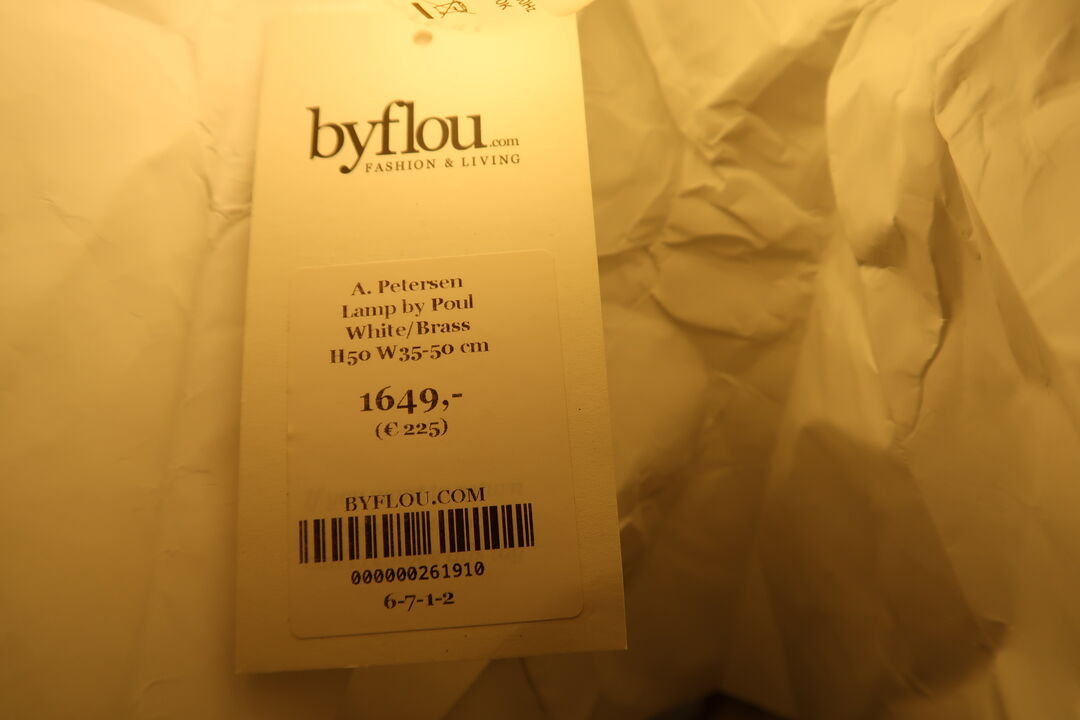 byflou.com
FASHION & LIVING
A. Petersen
Lamp by Poul
White/Brass
H50 W35-50 cm
1649,-
(€ 225)
BYFLOU.COM
000000261910
6-7-1-2